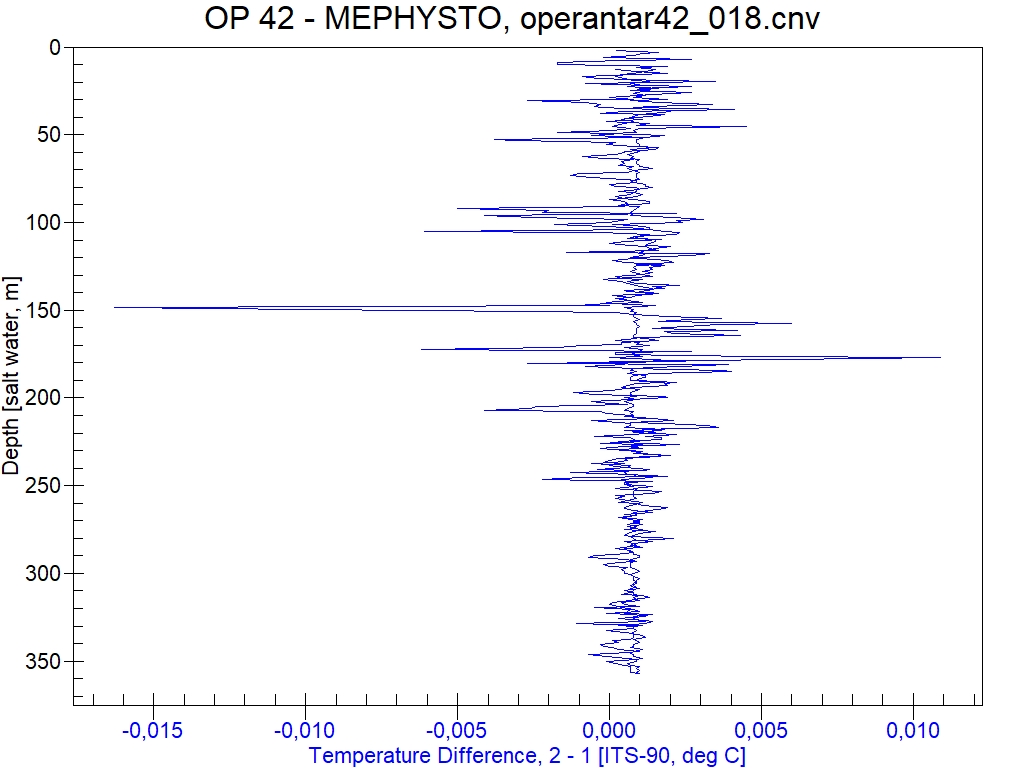 OP 42 - MEPHYSTO, operantar42_018.cnv
0
50
100
150
200
250
300
350
Depth [salt water, m]
-0,015 -0,010 -0,005 0,000 0,005 0,010
Temperature Difference, 2 - 1 [ITS-90, deg C]